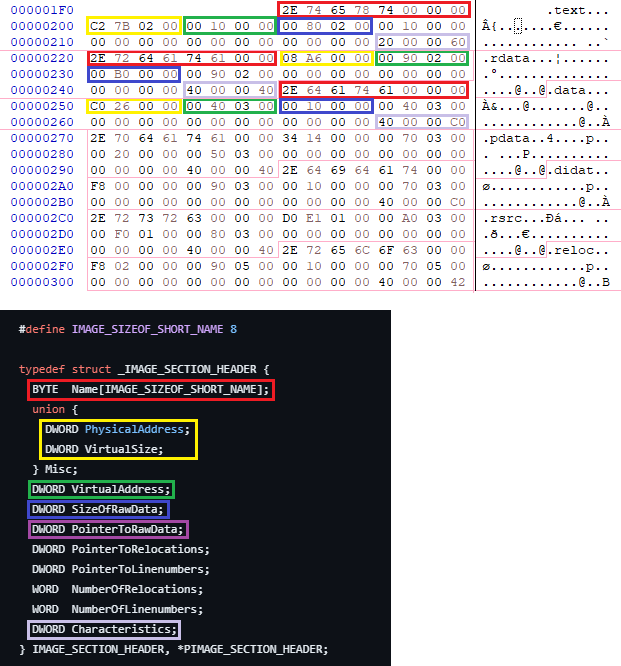 000001F0 2E 74 65 78 74 00 00 00 .text...
00000200 C2 7B 02 00 00 10 00 00 00 80 02 00 00 10 00 00 Â{.......€......
00000210 00 00 00 00 00 00 00 00 00 00 00 00 20 00 00 60 ............ ..`
00000220 2E 72 64 61 74 61 00 00 08 A6 00 00 00 90 02 00 .rdata...¦......
00000230 00 B0 00 00 00 90 02 00 00 00 00 00 00 00 00 00 .°..............
00000240 00 00 00 00 40 00 00 40 2E 64 61 74 61 00 00 00 ....@..@.data...
00000250 C0 26 00 00 00 40 03 00 00 10 00 00 00 40 03 00 À&...@.......@..
00000260 00 00 00 00 00 00 00 00 00 00 00 00 40 00 00 C0 ............@..À
00000270 2E 70 64 61 74 61 00 00 34 14 00 00 00 70 03 00 .pdata..4....p..
00000280 00 20 00 00 00 50 03 00 00 00 00 00 00 00 00 00 . ...P..........
00000290 00 00 00 00 40 00 00 40 2E 64 69 64 61 74 00 00 ....@..@.didat..
000002A0 F8 00 00 00 00 90 03 00 00 10 00 00 00 70 03 00 ø............p..
000002B0 00 00 00 00 00 00 00 00 00 00 00 00 40 00 00 C0 ............@..À
000002C0 2E 72 73 72 63 00 00 00 D0 E1 01 00 00 A0 03 00 .rsrc...Ðá... ..
000002D0 00 F0 01 00 00 80 03 00 00 00 00 00 00 00 00 00 .ð...€..........
000002E0 00 00 00 00 40 00 00 40 2E 72 65 6C 6F 63 00 00 ....@..@.reloc..
000002F0 F8 02 00 00 00 90 05 00 00 10 00 00 00 70 05 00 ø............p..
00000300 00 00 00 00 00 00 00 00 00 00 00 00 40 00 00 42 ............@..B
#define IMAGE_SIZEOF_SHORT_NAME 8
typedef struct _IMAGE_SECTION_HEADER {
BYTE Name[IMAGE_SIZEOF_SHORT_NAME];
union {
DWORD PhysicalAddress;
DWORD VirtualSize;
} Misc;
DWORD VirtualAddress;
DWORD SizeOfRawData;
DWORD PointerToRawData;
DWORD PointerToRelocations;
DWORD PointerToLinenumbers;
WORD NumberOfRelocations;
WORD NumberOfLinenumbers;
DWORD Characteristics;
} IMAGE_SECTION_HEADER, *PIMAGE_SECTION_HEADER;